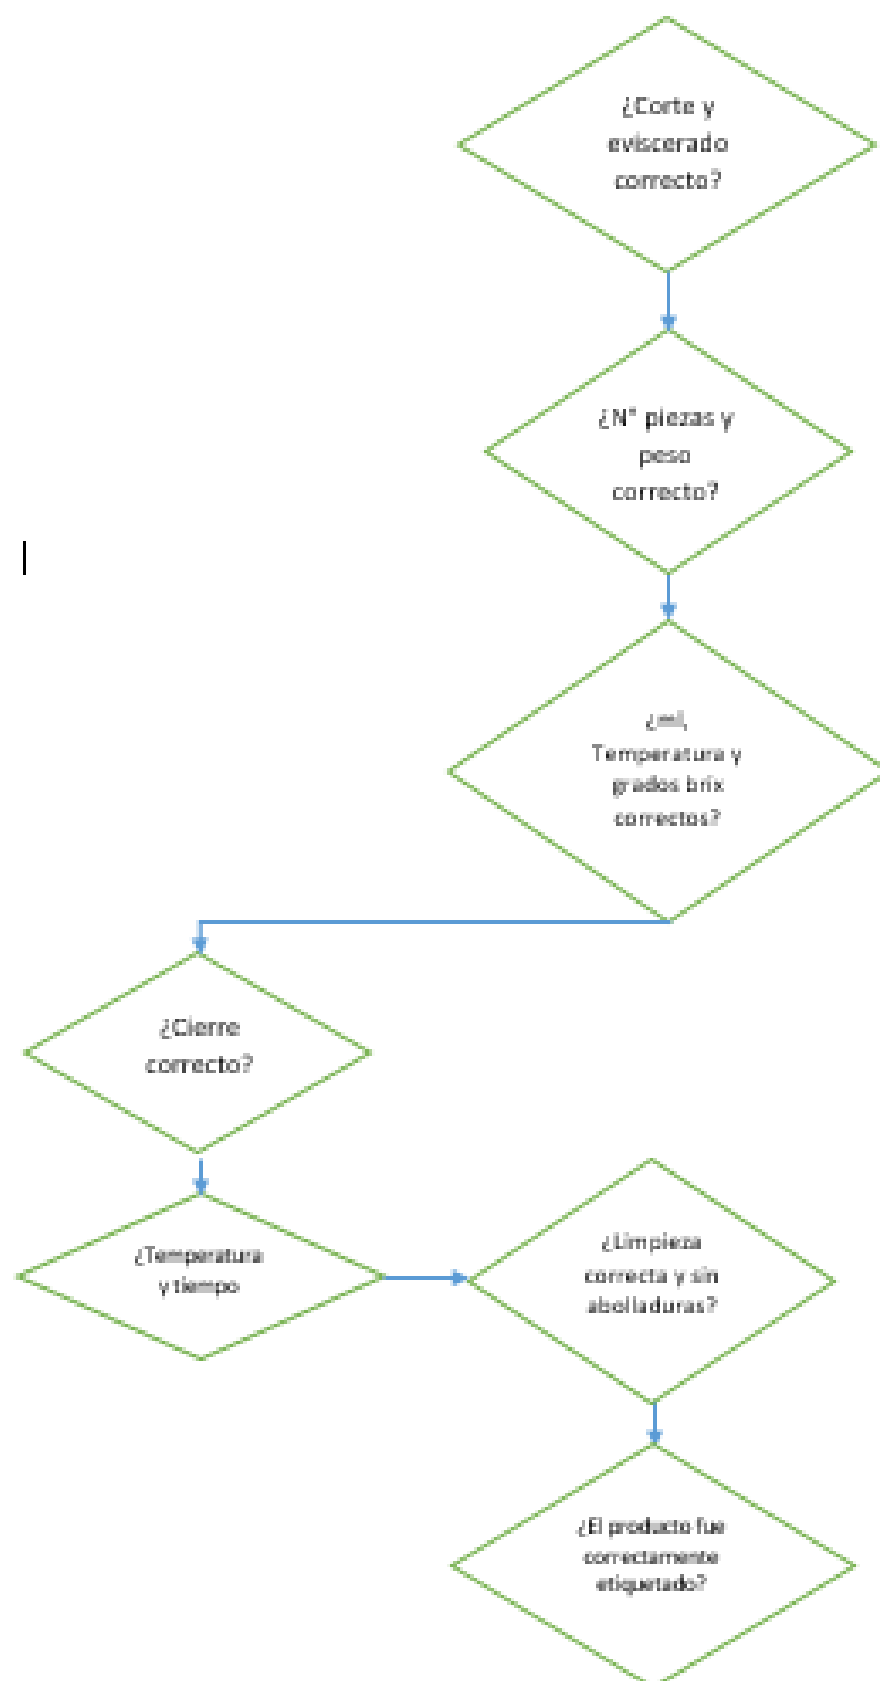 ¿Corte y
eviscerado
correcto?
¿N° piezas y
peso
correcto?
¿ml,
Temperatura y
grados brix
correctos?
¿Cierre
correcto?
¿Temperatura
y tiempo
¿Limpieza
correcta y sin
abolladuras?
¿El producto fue
correctamente
etiquetado?